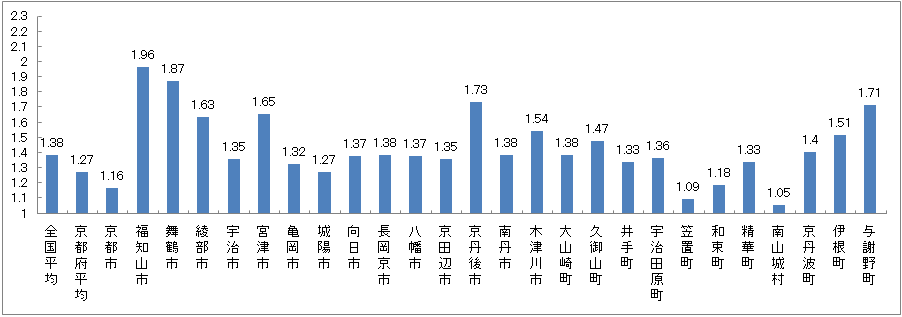 2.3
2.2
2.1
2
1.9
1.8
1.7
1.6
1.5
1.4
1.3
1.2
1.1
1
1.38
1.27
1.16
1.96
1.87
1.63
1.35
1.65
1.32
1.27
1.37
1.38
1.37
1.35
1.73
1.38
1.54
1.38
1.47
1.33
1.36
1.09
1.18
1.33
1.05
1.4
1.51
1.71
全国平均
京都府平均
京都市
福知山市
舞鶴市
綾部市
宇治市
宮津市
亀岡市
城陽市
向日市
長岡京市
八幡市
京田辺市
京丹後市
南丹市
木津川市
大山崎町
久御山町
井手町
宇治田原町
笠置町
和束町
精華町
南山城村
京丹波町
伊根町
与謝野町